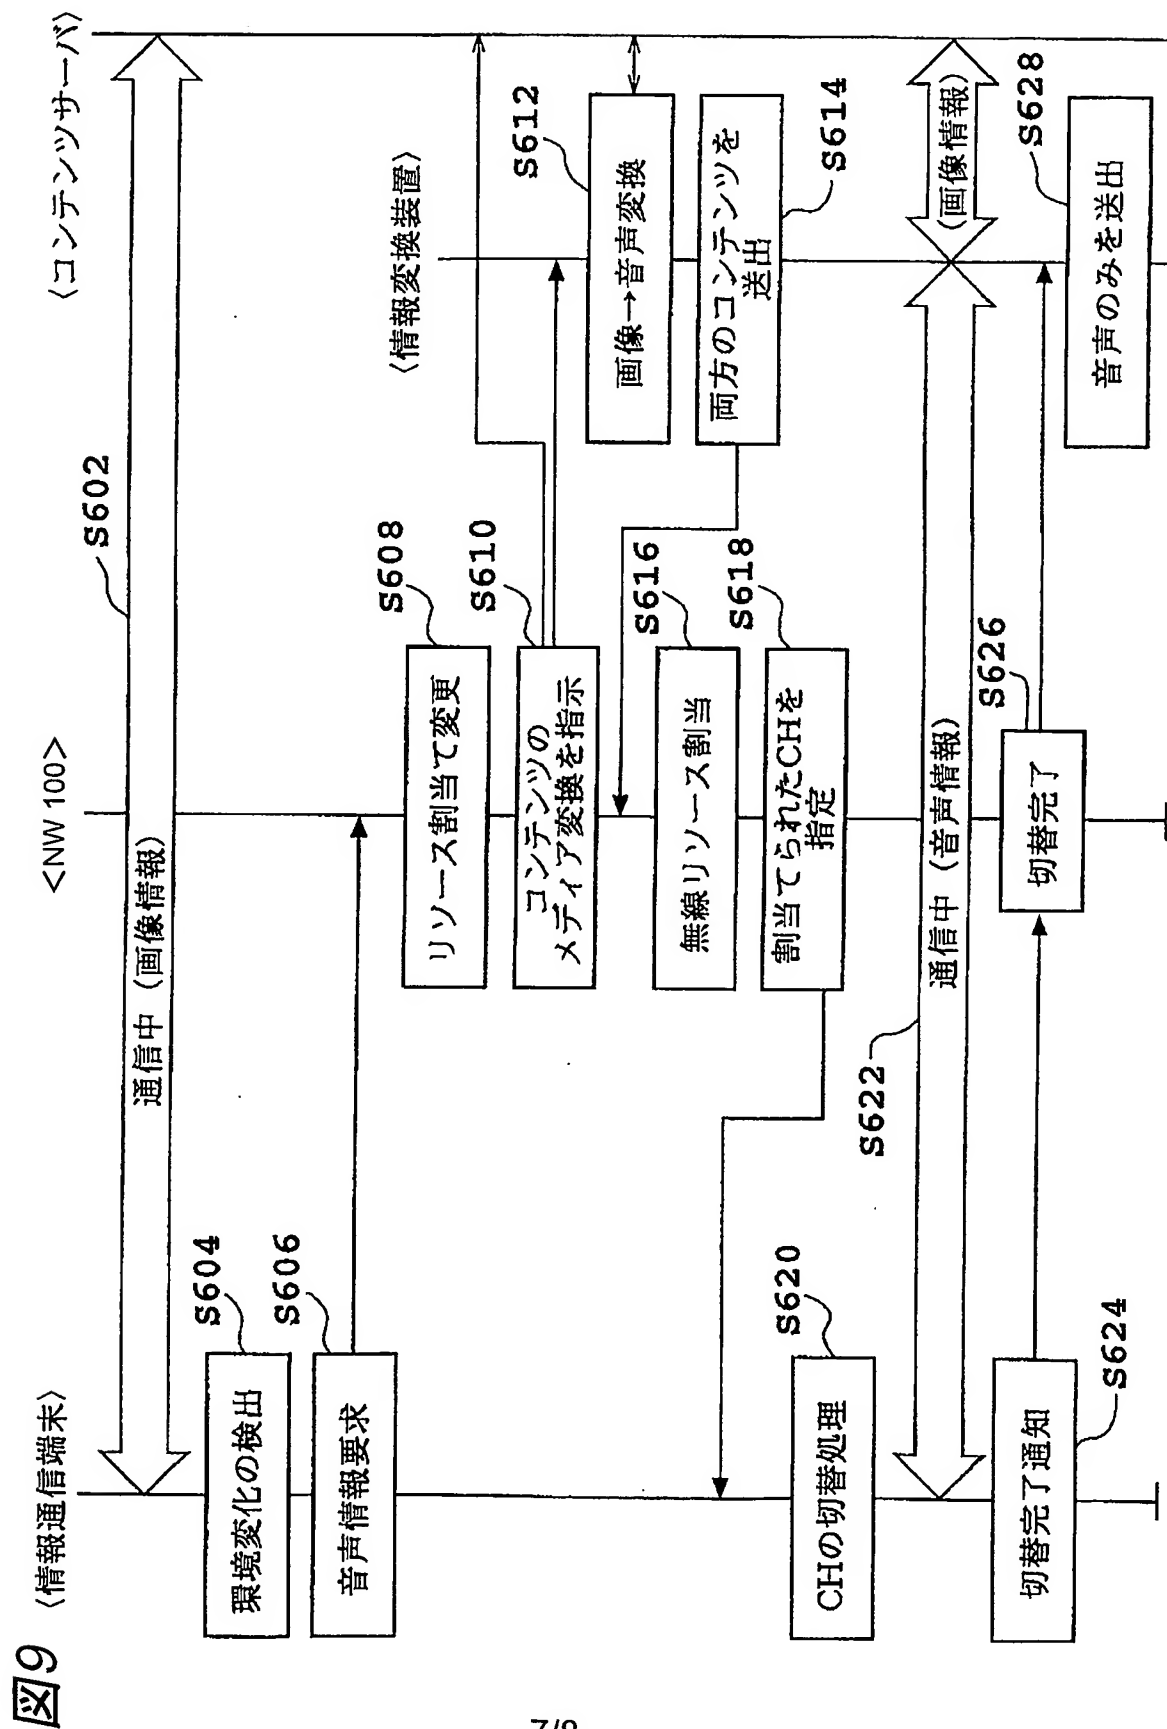 図9
〈情報通信端末〉
<NW 100>
〈情報変換装置〉
〈コンテンツサーバ〉
S602
通信中（画像情報）
環境変化の検出
S604
音声情報要求
S606
リソース割当て変更
S608
コンテンツの
メディア変換を指示
S610
画像→音声変換
S612
両方のコンテンツを
送出
S614
無線リソース割当
S616
割当てられたCHを
指定
S618
CHの切替処理
S620
S622
通信中（音声情報）
（画像情報）
切替完了通知
S624
切替完了
S626
音声のみを送出
S628